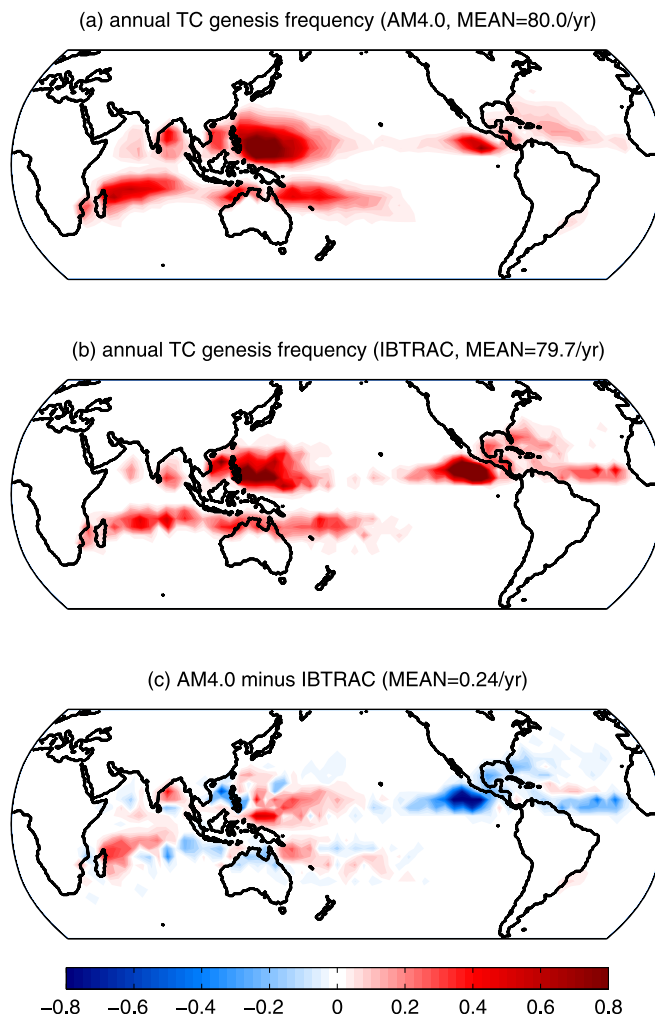 (a) annual TC genesis frequency (AM4.0, MEAN=80.0/yr)
(b) annual TC genesis frequency (IBTRAC, MEAN=79.7/yr)
(c) AM4.0 minus IBTRAC (MEAN=0.24/yr)
−0.8 −0.6 −0.4 −0.2 0 0.2 0.4 0.6 0.8